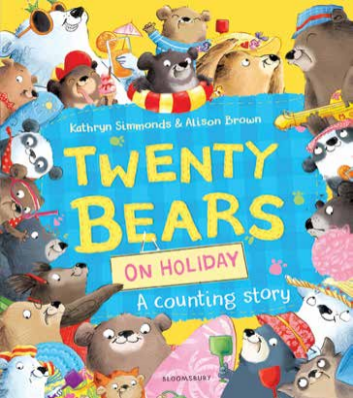 Kathryn Simmonds & Alison Brown
TWENTY
BEARS
ON HOLIDAY
A counting story
BLOOMSBURY